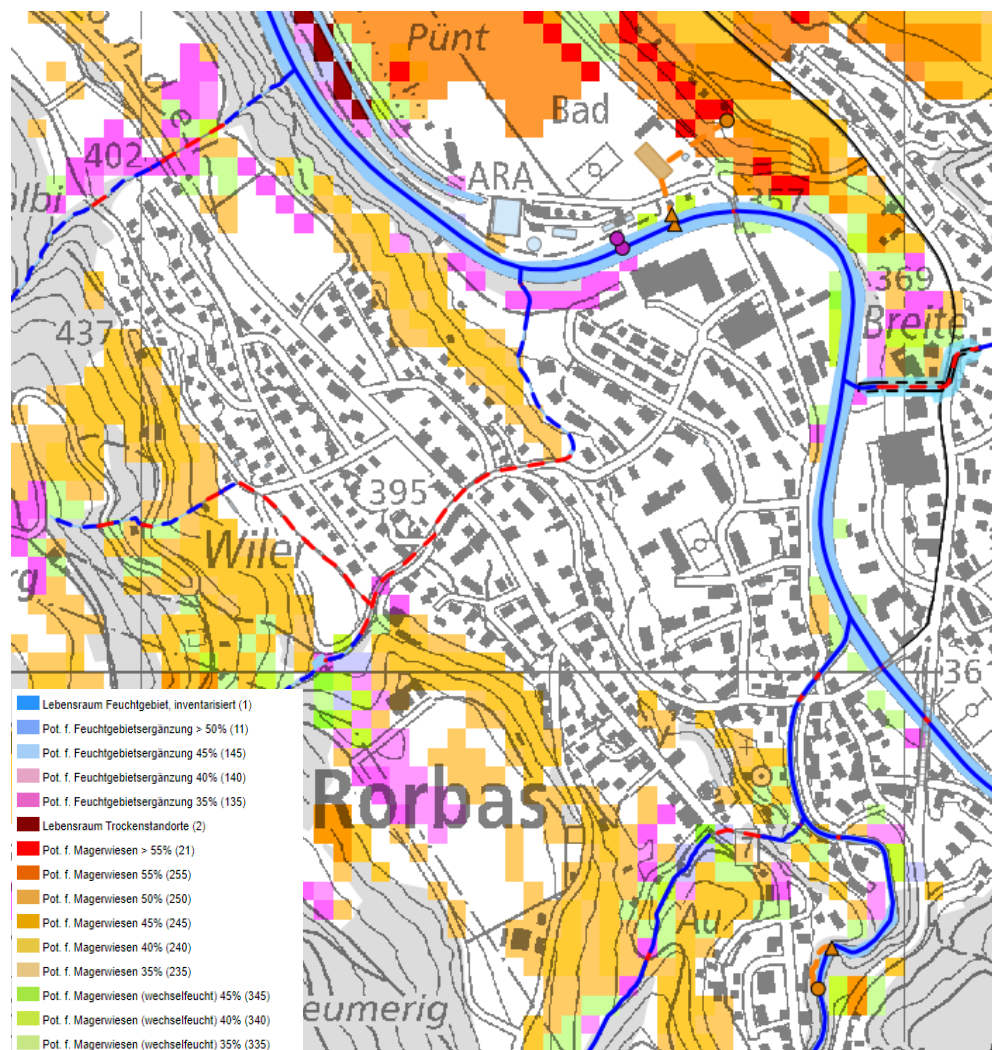 Pünt
Bad
402
ARA
albi
357
369
Breite
437
395
Wiler
g
36
Rorbas
Au
eumerig
Lebensraum Feuchtgebiet, inventarisiert (1)
Pot. f. Feuchtgebietsergänzung > 50% (11)
Pot. f. Feuchtgebietsergänzung 45% (145)
Pot. f. Feuchtgebietsergänzung 40% (140)
Pot. f. Feuchtgebietsergänzung 35% (135)
Lebensraum Trockenstandorte (2)
Pot. f. Magerwiesen > 55% (21)
Pot. f. Magerwiesen 55% (255)
Pot. f. Magerwiesen 50% (250)
Pot. f. Magerwiesen 45% (245)
Pot. f. Magerwiesen 40% (240)
Pot. f. Magerwiesen 35% (235)
Pot. f. Magerwiesen (wechselfeucht) 45% (345)
Pot. f. Magerwiesen (wechselfeucht) 40% (340)
Pot. f. Magerwiesen (wechselfeucht) 35% (335)